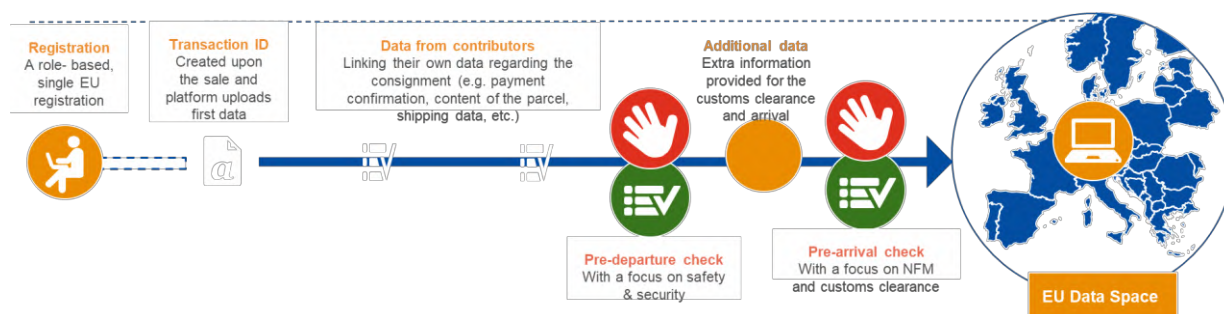 Registration
A role- based,
single EU
registration
Transaction ID
Created upon
the sale and
platform uploads
first data
Data from contributors
Linking their own data regarding the
consignment (e.g. payment
confirmation, content of the parcel,
shipping data, etc.)
Additional data
Extra information
provided for the
customs clearance
and arrival
a
Pre-departure check
With a focus on safety
& security
Pre-arrival check
With a focus on NFM
and customs clearance
EU Data Space